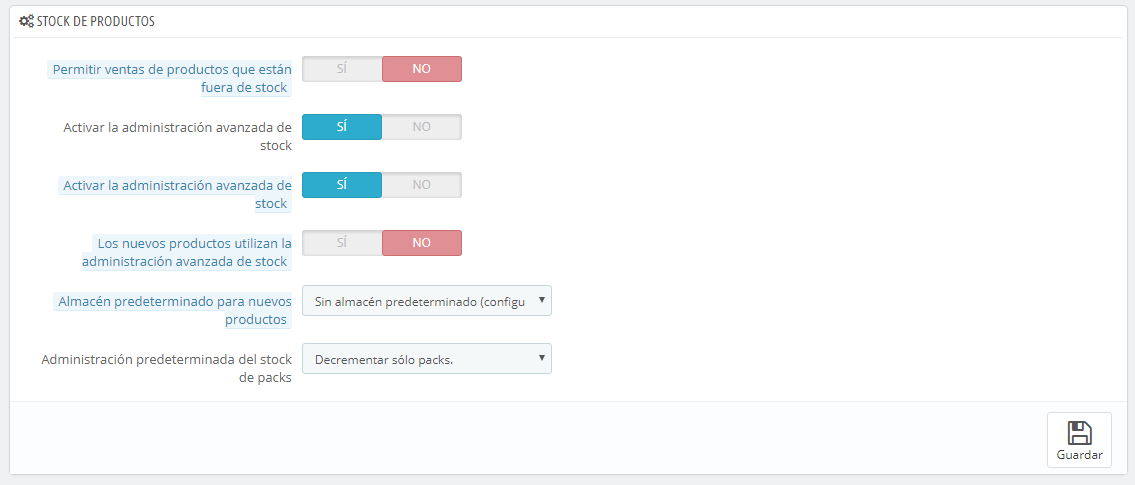 STOCK DE PRODUCTOS
Permitir ventas de productos que están
fuera de stock
SÍ NO
Activar la administración avanzada de
stock
SÍ NO
Activar la administración avanzada de
stock
SÍ NO
Los nuevos productos utilizan la
administración avanzada de stock
SÍ NO
Almacén predeterminado para nuevos
productos
Sin almacén predeterminado (configu
Administración predeterminada del stock
de packs
Decrementar sólo packs.
Guardar